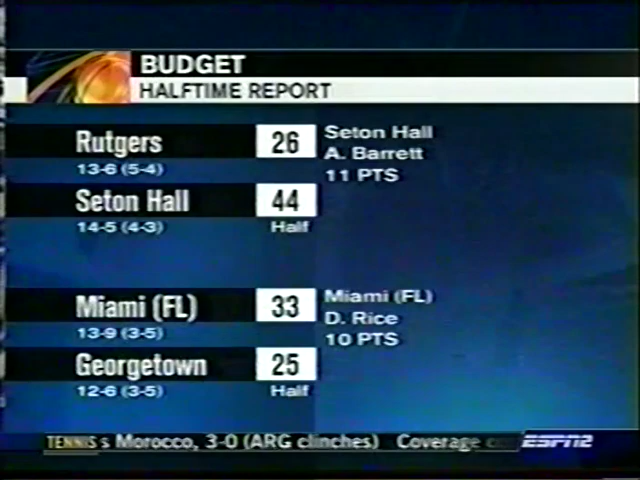 BUDGET
HALFTIME REPORT
Rutgers 26
13-6 (5-4)
Seton Hall
A. Barrett
11 PTS
Seton Hall 44
14-5 (4-3) Half
Miami (FL) 33
13-9 (3-5)
Miami (FL)
D. Rice
10 PTS
Georgetown 25
12-6 (3-5) Half
TENNIS s Morocco, 3-0 (ARG clinches) Coverage ESPN2